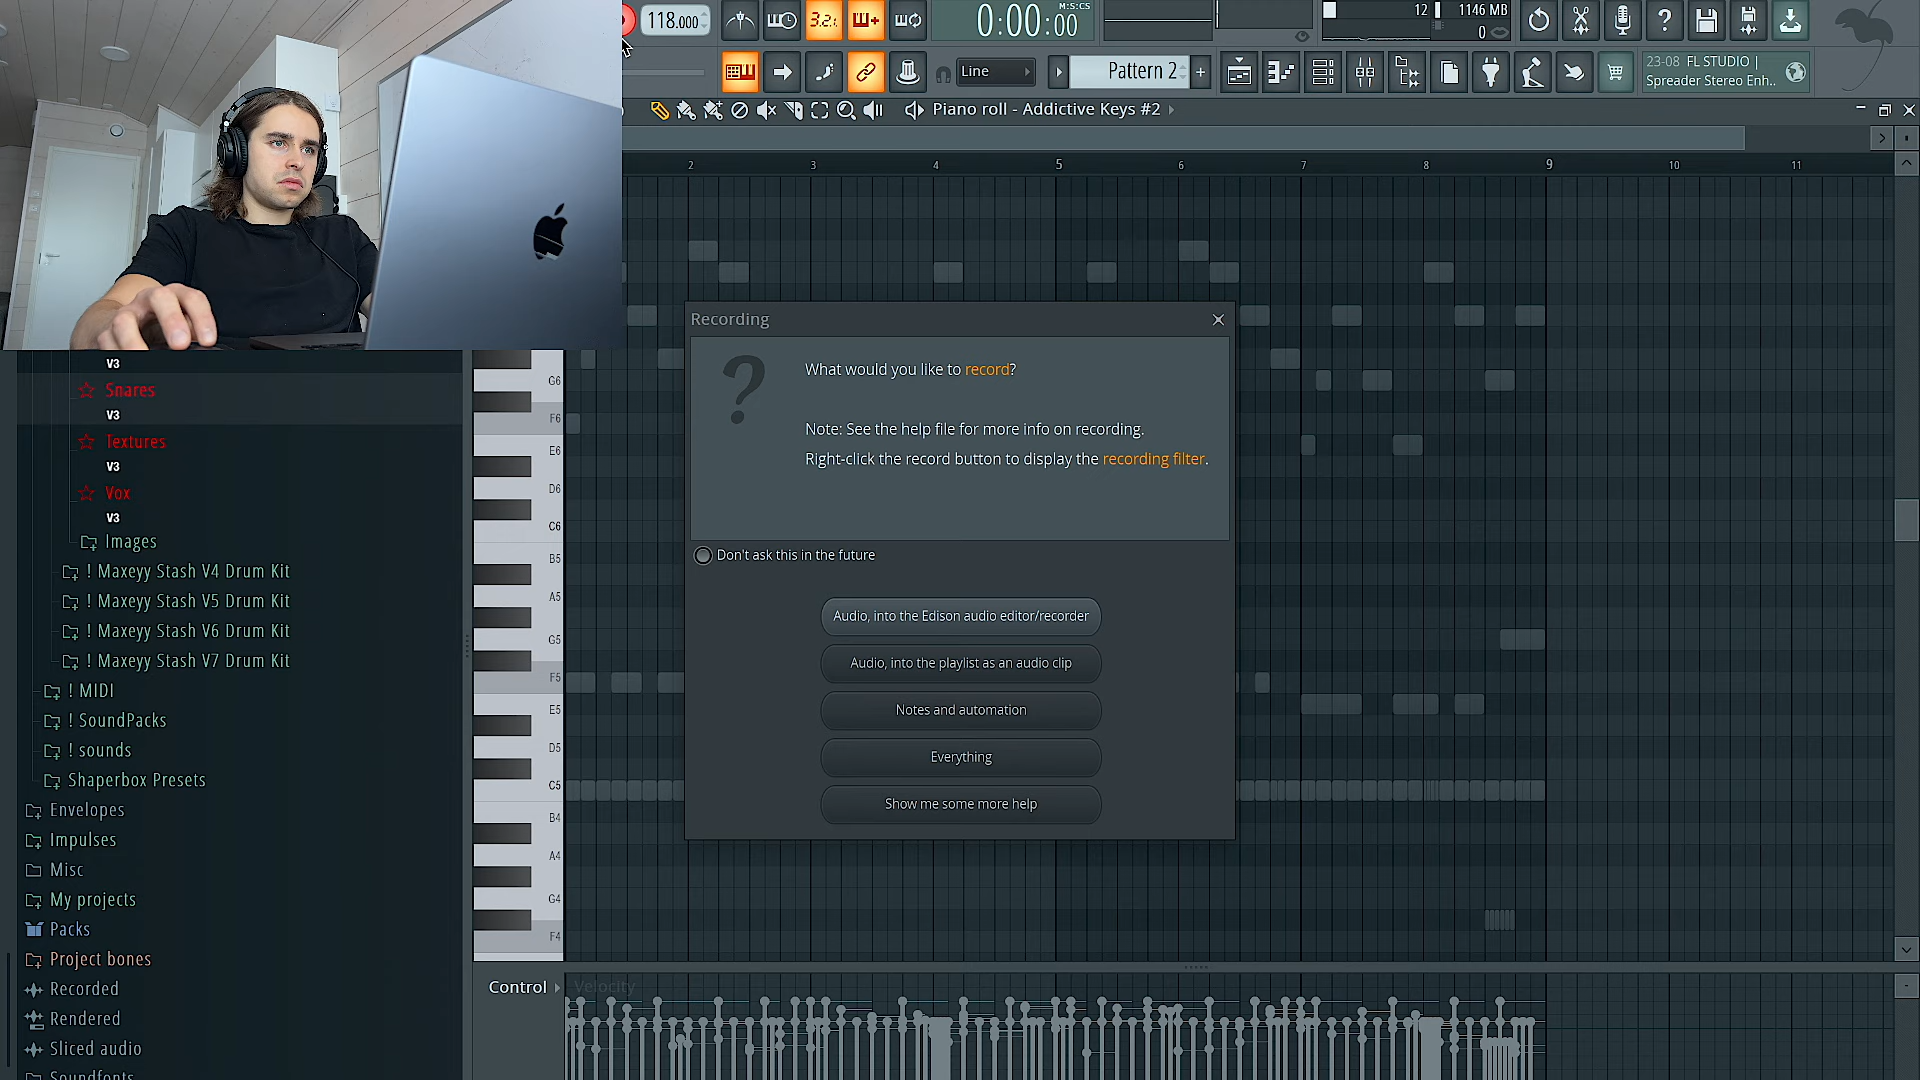 118.000
3.2.
0:00:00
M:S:CS
12
1146 MB
0
Line
Pattern 2
+
23-08 FL STUDIO |
Spreader Stereo Enh..
Piano roll - Addictive Keys #2
2 3 4 5 6 7 8 9 10 11
Recording
What would you like to record?
Note: See the help file for more info on recording.
Right-click the record button to display the recording filter.
Don't ask this in the future
Audio, into the Edison audio editor/recorder
Audio, into the playlist as an audio clip
Notes and automation
Everything
Show me some more help
V3
Snares
V3
Textures
V3
Vox
V3
Images
! Maxeyy Stash V4 Drum Kit
! Maxeyy Stash V5 Drum Kit
! Maxeyy Stash V6 Drum Kit
! Maxeyy Stash V7 Drum Kit
! MIDI
! SoundPacks
! sounds
Shaperbox Presets
Envelopes
Impulses
Misc
My projects
Packs
Project bones
Recorded
Rendered
Sliced audio
Soundfonts
G6
F6
E6
D6
C6
B5
A5
G5
F5
E5
D5
C5
B4
A4
G4
F4
Control
Velocity